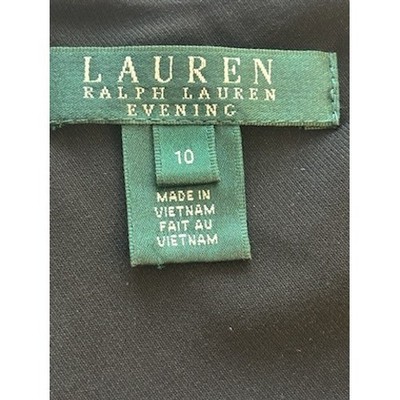 LAUREN
RALPH LAUREN
EVENING
10
MADE IN
VIETNAM
FAIT AU
VIETNAM